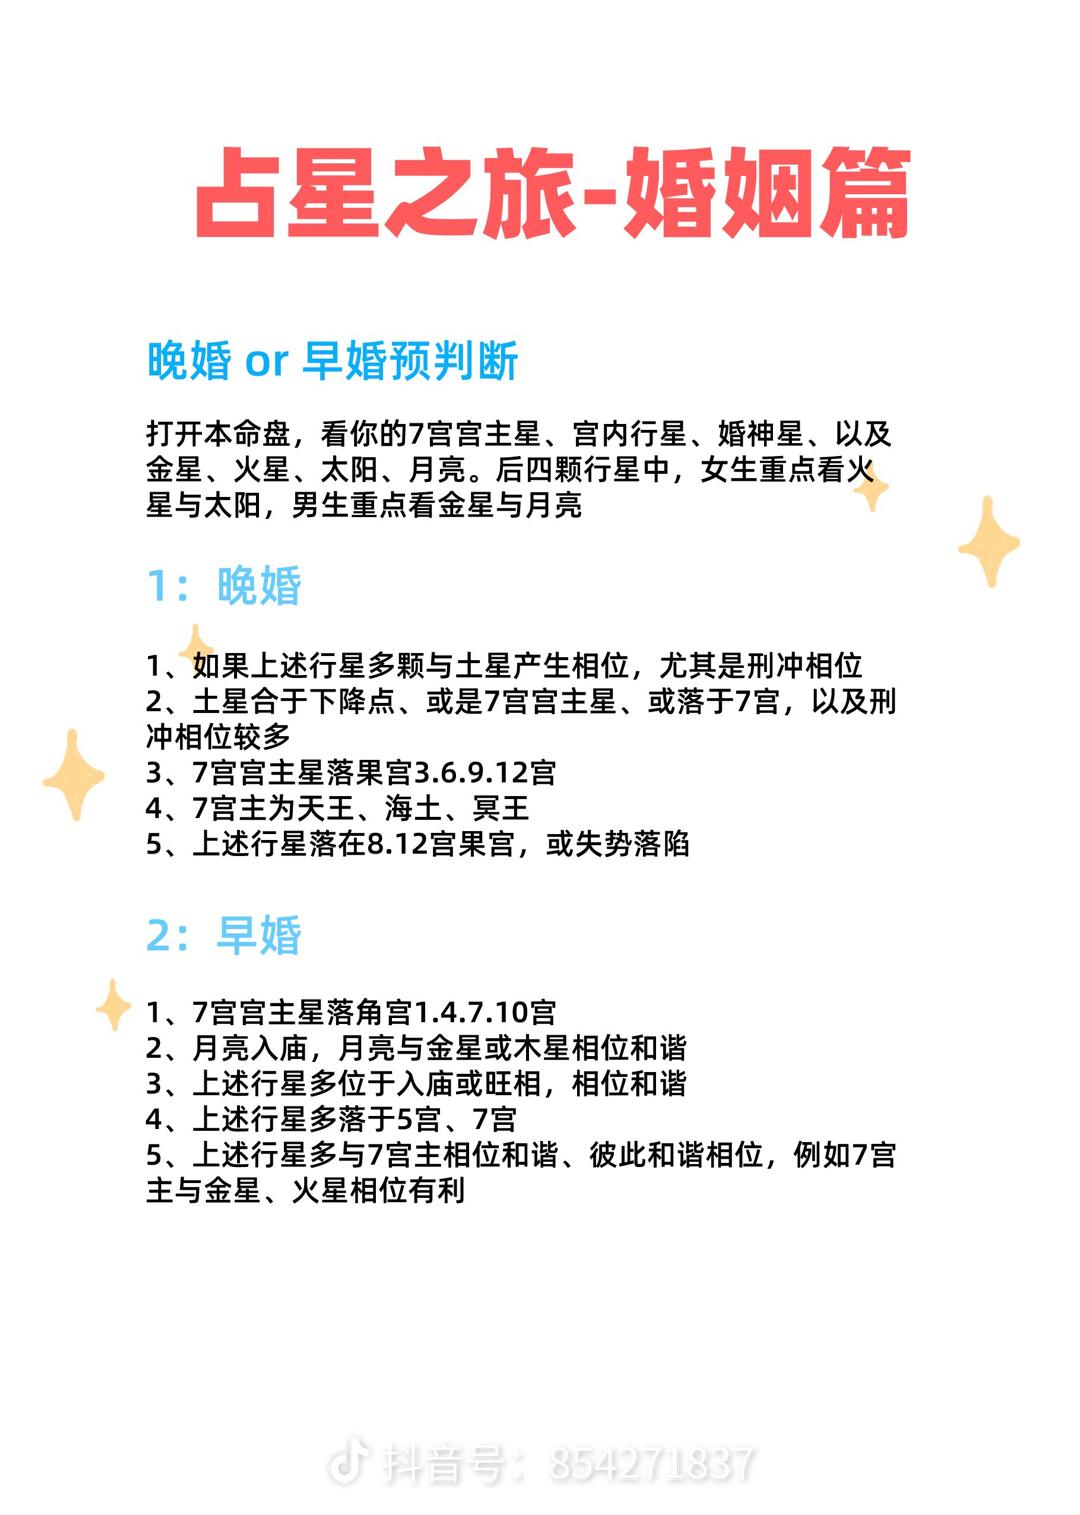 占星之旅-婚姻篇
晚婚 or 早婚预判断
打开本命盘，看你的7宫宫主星、宫内行星、婚神星、以及
金星、火星、太阳、月亮。后四颗行星中，女生重点看火
星与太阳，男生重点看金星与月亮
1：晚婚
1、如果上述行星多颗与土星产生相位，尤其是刑冲相位
2、土星合于下降点、或是7宫宫主星、或落于7宫，以及刑
冲相位较多
3、7宫宫主星落果宫3.6.9.12宫
4、7宫主为天王、海土、冥王
5、上述行星落在8.12宫果宫，或失势落陷
2：早婚
1、7宫宫主星落角宫1.4.7.10宫
2、月亮入庙，月亮与金星或木星相位和谐
3、上述行星多位于入庙或旺相，相位和谐
4、上述行星多落于5宫、7宫
5、上述行星多与7宫主相位和谐、彼此和谐相位，例如7宫
主与金星、火星相位有利
抖音号：854271837